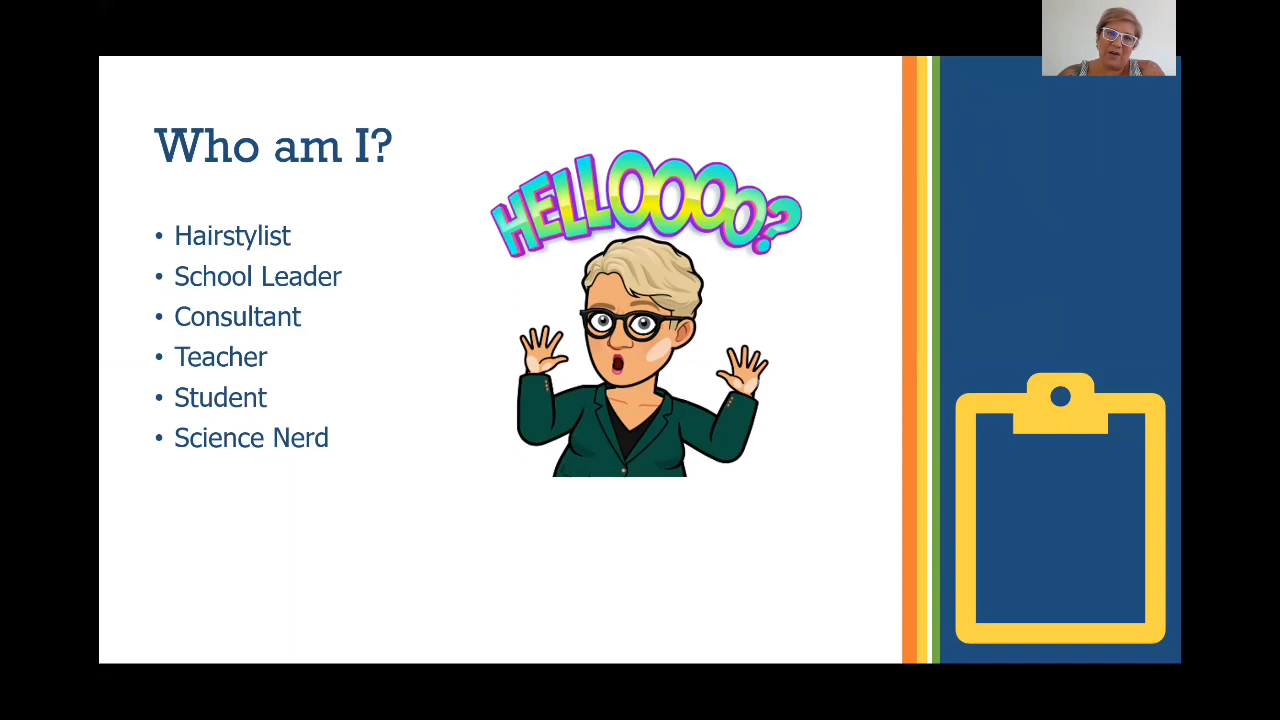 Who am I?
HELLOOOO?
• Hairstylist
• School Leader
• Consultant
• Teacher
• Student
• Science Nerd